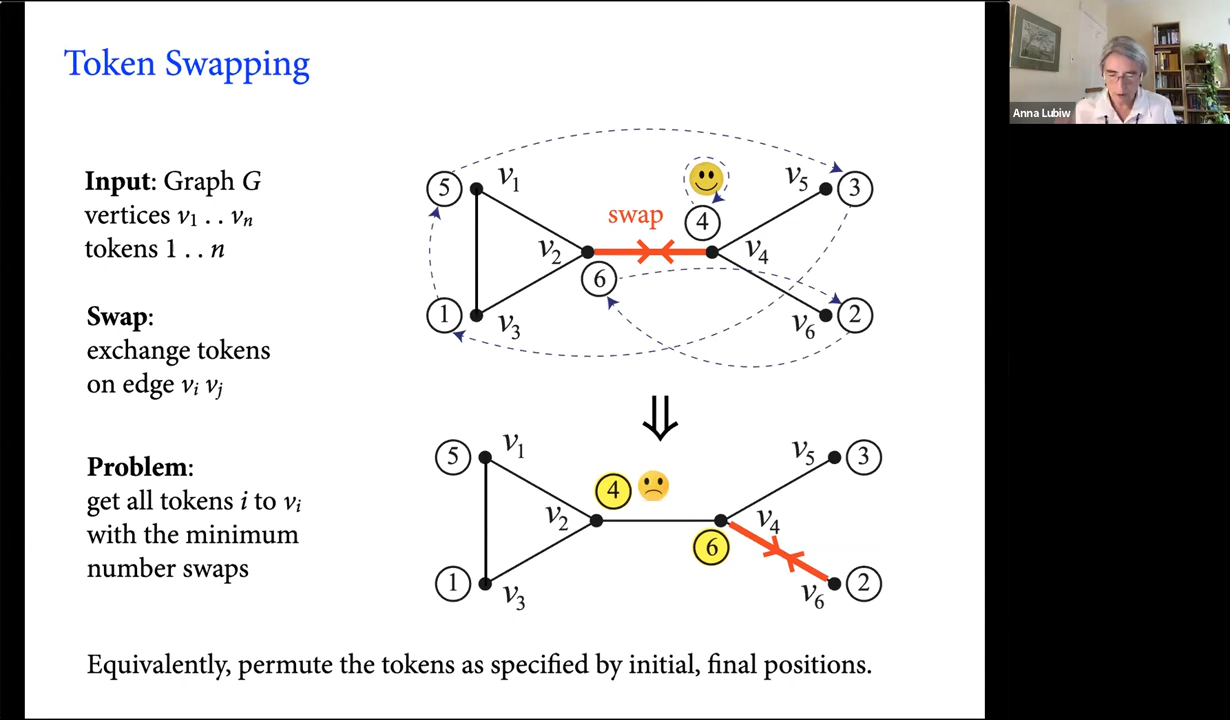 Token Swapping
Anna Lubiw
Input: Graph G
vertices v₁ . . vₙ
tokens 1 . . n
Swap:
exchange tokens
on edge vᵢ vⱼ
Problem:
get all tokens i to vᵢ
with the minimum
number swaps
5 v₁ v₅ 3
swap 4
v₂ v₄
6
1 v₃ v₆ 2
⇓
5 v₁ v₅ 3
4
v₂ v₄
6
1 v₃ v₆ 2
Equivalently, permute the tokens as specified by initial, final positions.